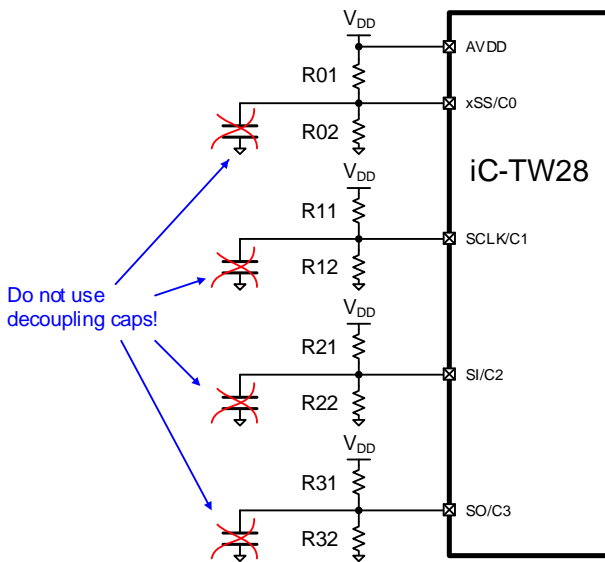 VDD
AVDD
R01
xSS/C0
R02
iC-TW28
VDD
R11
SCLK/C1
R12
Do not use
decoupling caps!
VDD
R21
SI/C2
R22
VDD
R31
SO/C3
R32